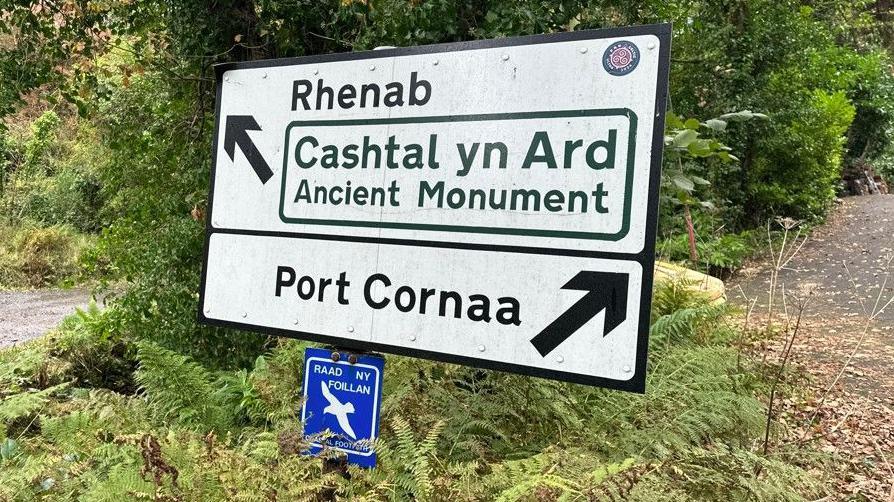 Rhenab
Cashtal yn Ard
Ancient Monument
Port Cornaa
RAAD NY
FOILLAN